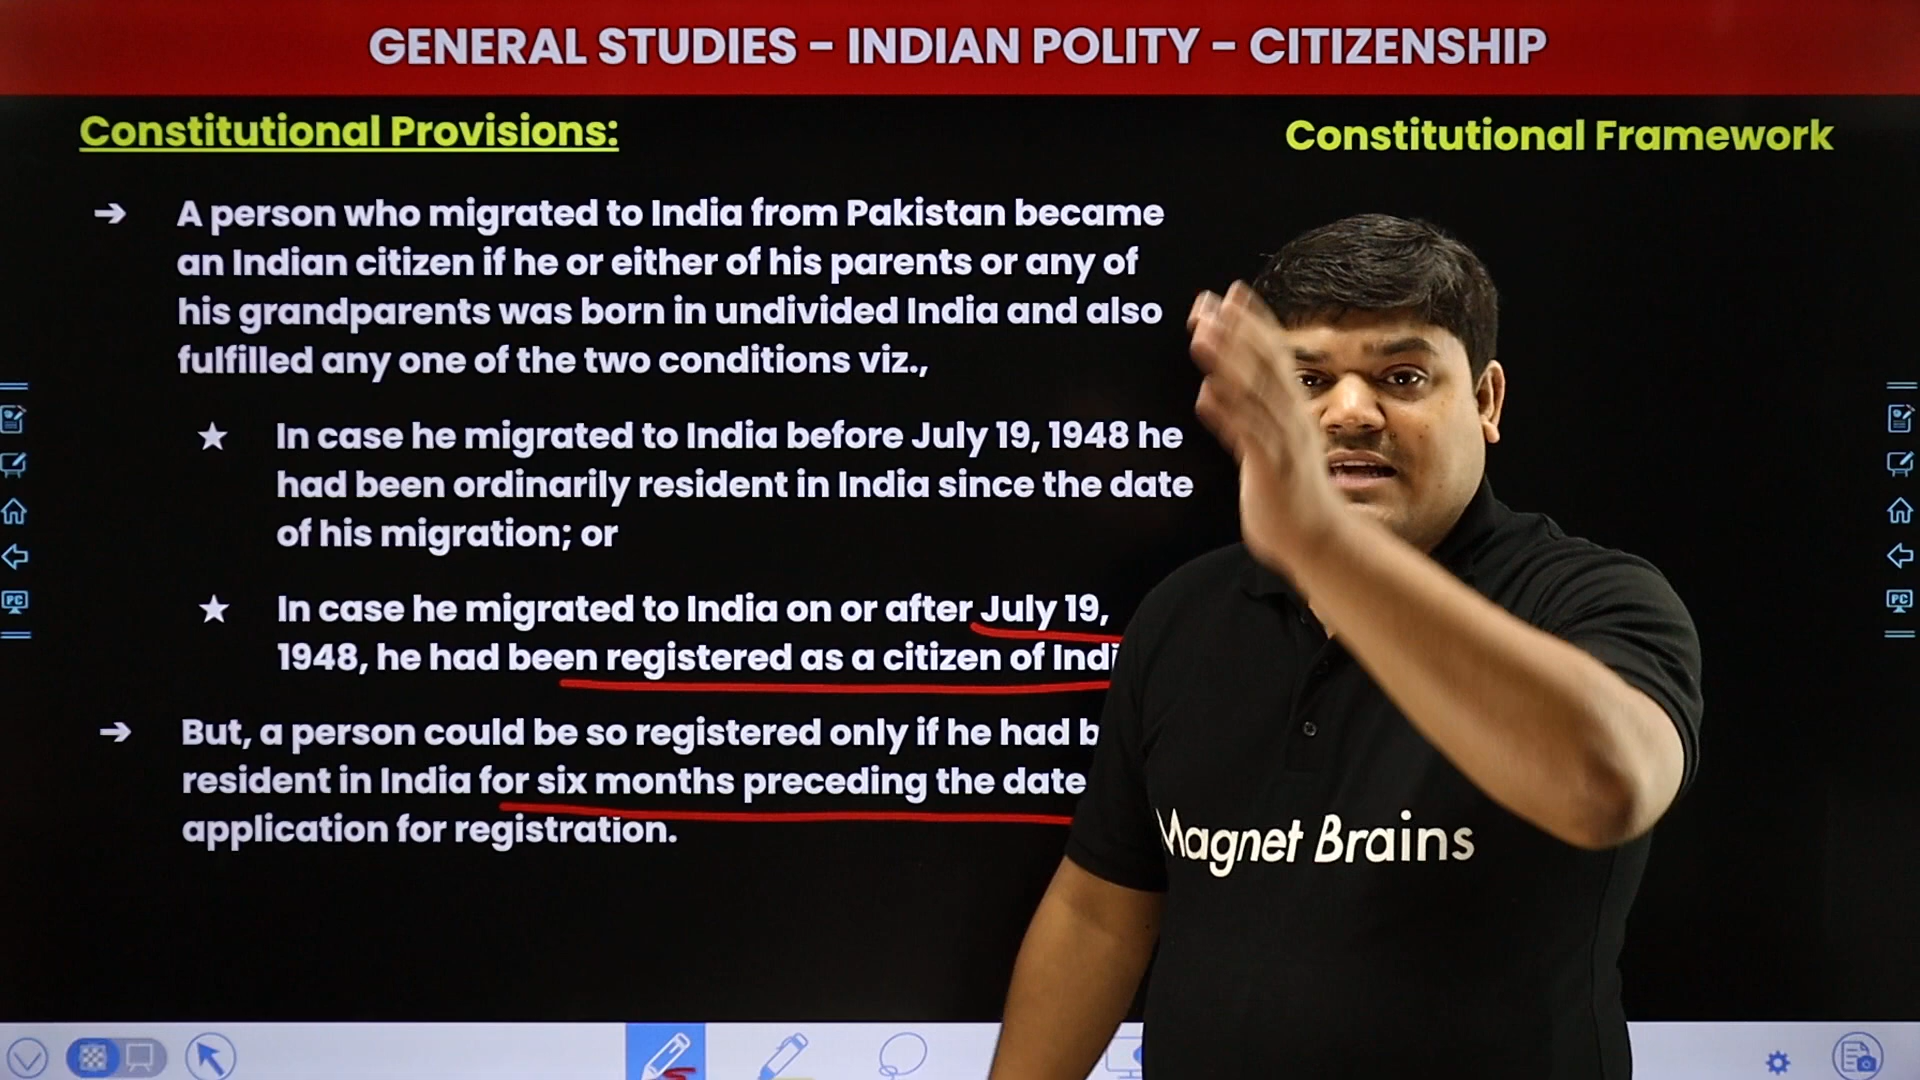 GENERAL STUDIES - INDIAN POLITY - CITIZENSHIP
Constitutional Provisions:
Constitutional Framework
→ A person who migrated to India from Pakistan became
an Indian citizen if he or either of his parents or any of
his grandparents was born in undivided India and also
fulfilled any one of the two conditions viz.,
★ In case he migrated to India before July 19, 1948 he
had been ordinarily resident in India since the date
of his migration; or
★ In case he migrated to India on or after July 19,
1948, he had been registered as a citizen of Indi
→ But, a person could be so registered only if he had b
resident in India for six months preceding the date
application for registration.
Magnet Brains
PC
PC